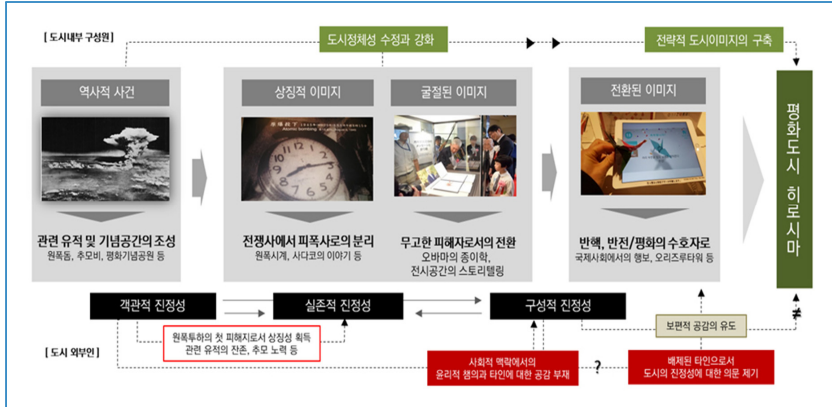 [ 도시내부 구성원 ]
도시정체성 수정과 강화
전략적 도시이미지의 구축
역사적 사건
상징적 이미지
굴절된 이미지
전환된 이미지
평화도시 히로시마
Atomic bombing
관련 유적 및 기념공간의 조성
원폭돔, 추모비, 평화기념공원 등
전쟁사에서 피폭사로의 분리
원폭시계, 사다코의 이야기 등
무고한 피해자로서의 전환
오바마의 종이학,
전시공간의 스토리텔링
반핵, 반전/평화의 수호자로
국제사회에서의 행보, 오리즈루타워 등
객관적 진정성
실존적 진정성
구성적 진정성
≠
보편적 공감의 유도
원폭투하의 첫 피해지로서 상징성 획득
관련 유적의 잔존, 추모 노력 등
[ 도시 외부인 ]
사회적 맥락에서의
윤리적 쟁의과 타인에 대한 공감 부재
?
배제된 타인으로서
도시의 진정성에 대한 의문 제기